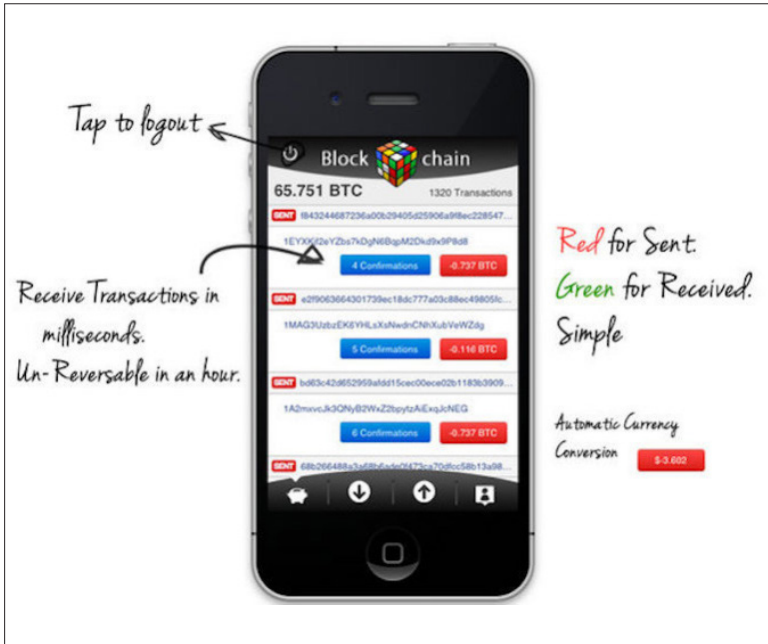 Tap to logout
Block chain
65.751 BTC 1320 Transactions
SENT f843244687236a00b29405d25906a9f8ec228547...
4 Confirmations -0.737 BTC
Receive Transactions in
milliseconds.
Un-Reversable in an hour.
SENT e2f9063664301739ec18dc777a03c88ec49805fc...
1MAG3UzbzEK6YHLsXsNwdnCNhXubVeWZdg
5 Confirmations -0.116 BTC
SENT bd63c42d652959afdd15cec00ece02b1183b3909...
1A2mxvcJk3QNyB2WxZ2bpytzAiExqJcNEG
6 Confirmations -0.737 BTC
SENT
Red for Sent.
Green for Received.
Simple
Automatic Currency
Conversion $-3.602